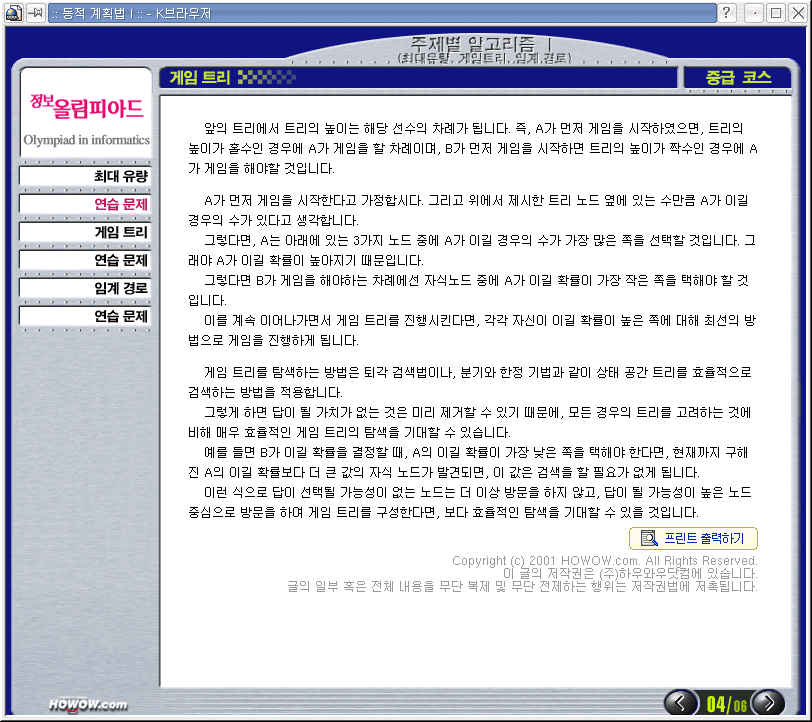 :: 동적 계획법 I :: - K브라우저
주제별 알고리즘 I
(최대유량, 게임트리, 임계.경로)
게임 트리
중급 코스
정보올림피아드
Olympiad in informatics
최대 유량
연습 문제
게임 트리
연습 문제
임계 경로
연습 문제
앞의 트리에서 트리의 높이는 해당 선수의 차례가 됩니다. 즉, A가 먼저 게임을 시작하였으면, 트리의
높이가 홀수인 경우에 A가 게임을 할 차례이며, B가 먼저 게임을 시작하면 트리의 높이가 짝수인 경우에 A
가 게임을 해야할 것입니다.
A가 먼저 게임을 시작한다고 가정합시다. 그리고 위에서 제시한 트리 노드 옆에 있는 수만큼 A가 이길
경우의 수가 있다고 생각합니다.
그렇다면, A는 아래에 있는 3가지 노드 중에 A가 이길 경우의 수가 가장 많은 쪽을 선택할 것입니다. 그
래야 A가 이길 확률이 높아지기 때문입니다.
그렇다면 B가 게임을 해야하는 차례에선 자식노드 중에 A가 이길 확률이 가장 작은 쪽을 택해야 할 것
입니다.
이를 계속 이어나가면서 게임 트리를 진행시킨다면, 각각 자신이 이길 확률이 높은 쪽에 대해 최선의 방
법으로 게임을 진행하게 됩니다.
게임 트리를 탐색하는 방법은 퇴각 검색법이나, 분기와 한정 기법과 같이 상태 공간 트리를 효율적으로
검색하는 방법을 적용합니다.
그렇게 하면 답이 될 가치가 없는 것은 미리 제거할 수 있기 때문에, 모든 경우의 트리를 고려하는 것에
비해 매우 효율적인 게임 트리의 탐색을 기대할 수 있습니다.
예를 들면 B가 이길 확률을 결정할 때, A의 이길 확률이 가장 낮은 쪽을 택해야 한다면, 현재까지 구해
진 A의 이길 확률보다 더 큰 값의 자식 노드가 발견되면, 이 값은 검색을 할 필요가 없게 됩니다.
이런 식으로 답이 선택될 가능성이 없는 노드는 더 이상 방문을 하지 않고, 답이 될 가능성이 높은 노드
중심으로 방문을 하여 게임 트리를 구성한다면, 보다 효율적인 탐색을 기대할 수 있을 것입니다.
프린트 출력하기
Copyright (c) 2001 HOWOW.com. All Rights Reserved.
이 글의 저작권은 (주)하우와우닷컴에 있습니다.
글의 일부 혹은 전체 내용을 무단 복제 및 무단 전제하는 행위는 저작권법에 저촉됩니다.
HOWOW.com
04/06